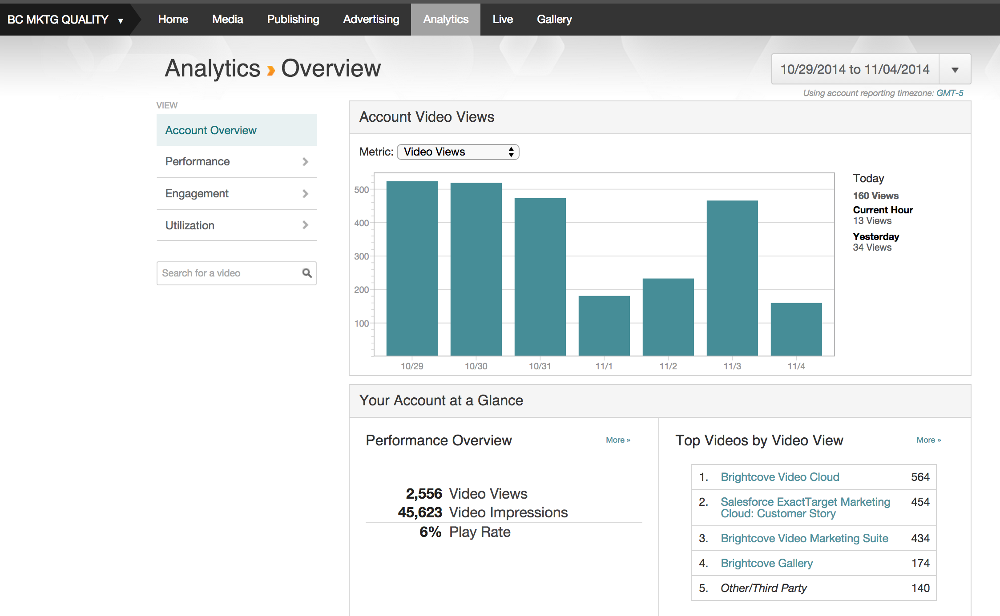 BC MKTG QUALITY ▼ Home Media Publishing Advertising Analytics Live Gallery
Analytics › Overview
10/29/2014 to 11/04/2014
Using account reporting timezone: GMT-5
VIEW
Account Overview
Performance
Engagement
Utilization
Search for a video
Account Video Views
Metric: Video Views
500
400
300
200
100
10/29 10/30 10/31 11/1 11/2 11/3 11/4
Today
160 Views
Current Hour
13 Views
Yesterday
34 Views
Your Account at a Glance
Performance Overview More »
2,556 Video Views
45,623 Video Impressions
6% Play Rate
Top Videos by Video View More »
1. Brightcove Video Cloud 564
2. Salesforce ExactTarget Marketing 454
Cloud: Customer Story
3. Brightcove Video Marketing Suite 434
4. Brightcove Gallery 174
5. Other/Third Party 140